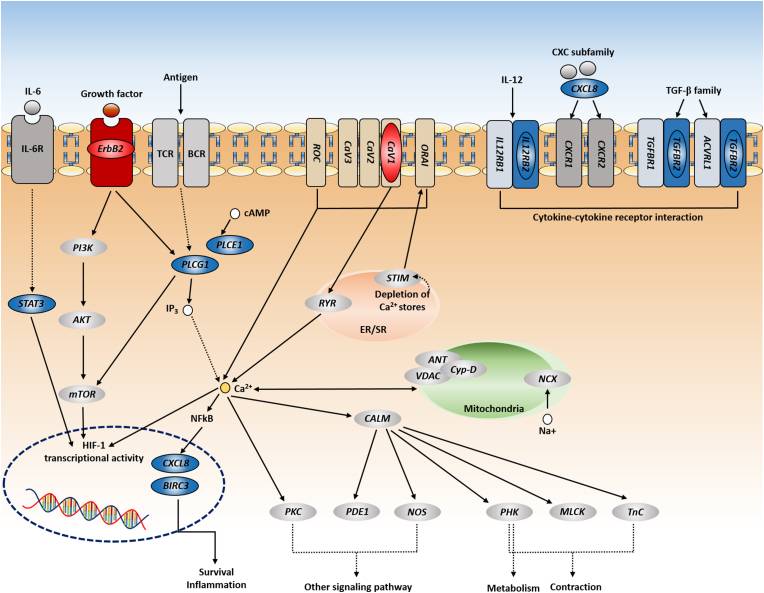 CXC subfamily
IL-6
Growth factor
Antigen
IL-12
CXCL8
TGF-β family
IL-6R
ErbB2
TCR
BCR
ROC
CaV3
CaV2
CaV1
ORAI
IL12RB1
IL12RB2
CXCR1
CXCR2
TGFBR1
TGFBR2
ACVRL1
TGFBR2
cAMP
Cytokine-cytokine receptor interaction
PI3K
PLCE1
PLCG1
STIM
Depletion of
Ca2+ stores
STAT3
IP3
RYR
AKT
ER/SR
ANT
VDAC
Cyp-D
NCX
mTOR
Ca2+
Mitochondria
NFkB
CALM
Na+
HIF-1
transcriptional activity
CXCL8
BIRC3
PKC
PDE1
NOS
PHK
MLCK
TnC
Survival
Inflammation
Other signaling pathway
Metabolism
Contraction